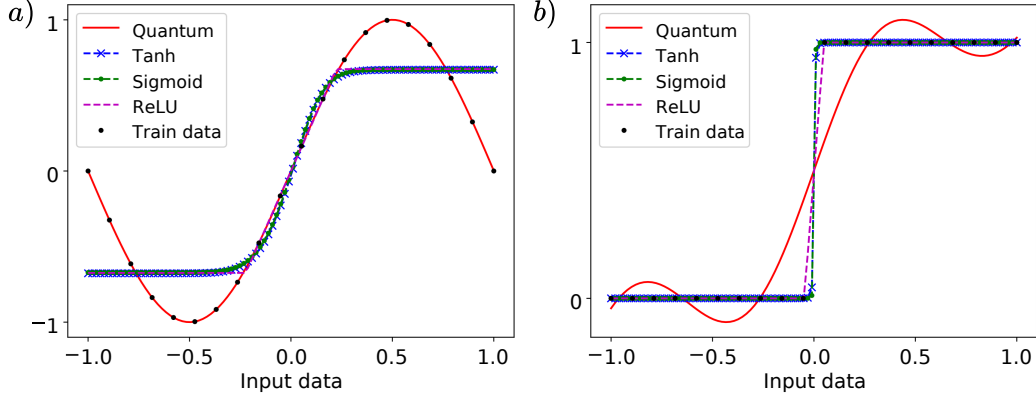 a)
1
0
−1
−1.0 −0.5 0.0 0.5 1.0
Input data
Quantum
Tanh
Sigmoid
ReLU
Train data
b)
1
0
−1.0 −0.5 0.0 0.5 1.0
Input data
Quantum
Tanh
Sigmoid
ReLU
Train data